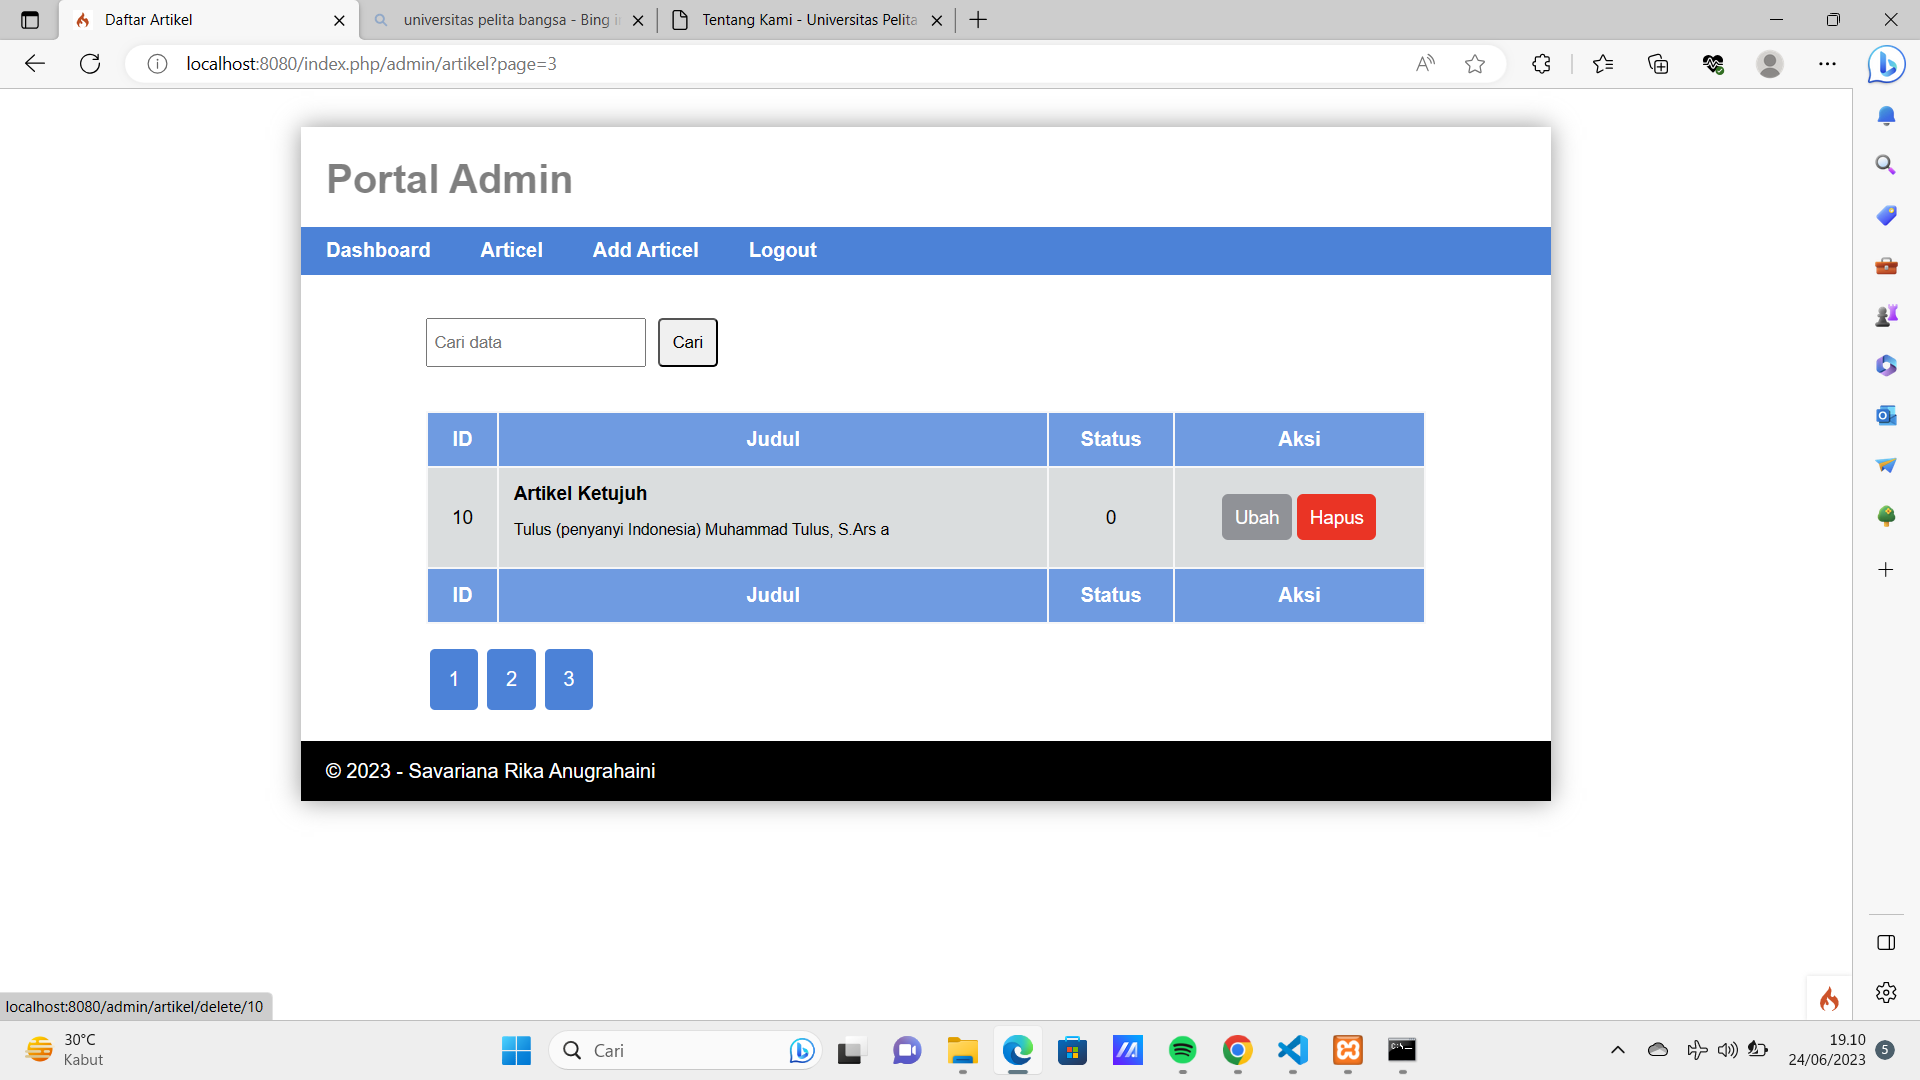 Daftar Artikel
universitas pelita bangsa - Bing i
Tentang Kami - Universitas Pelita
localhost:8080/index.php/admin/artikel?page=3
Portal Admin
Dashboard Articel Add Articel Logout
Cari data Cari
ID Judul Status Aksi
10 Artikel Ketujuh 0 Ubah Hapus
Tulus (penyanyi Indonesia) Muhammad Tulus, S.Ars a
ID Judul Status Aksi
1 2 3
© 2023 - Savariana Rika Anugrahaini
localhost:8080/admin/artikel/delete/10
30°C
Kabut
Cari
19.10
24/06/2023
5